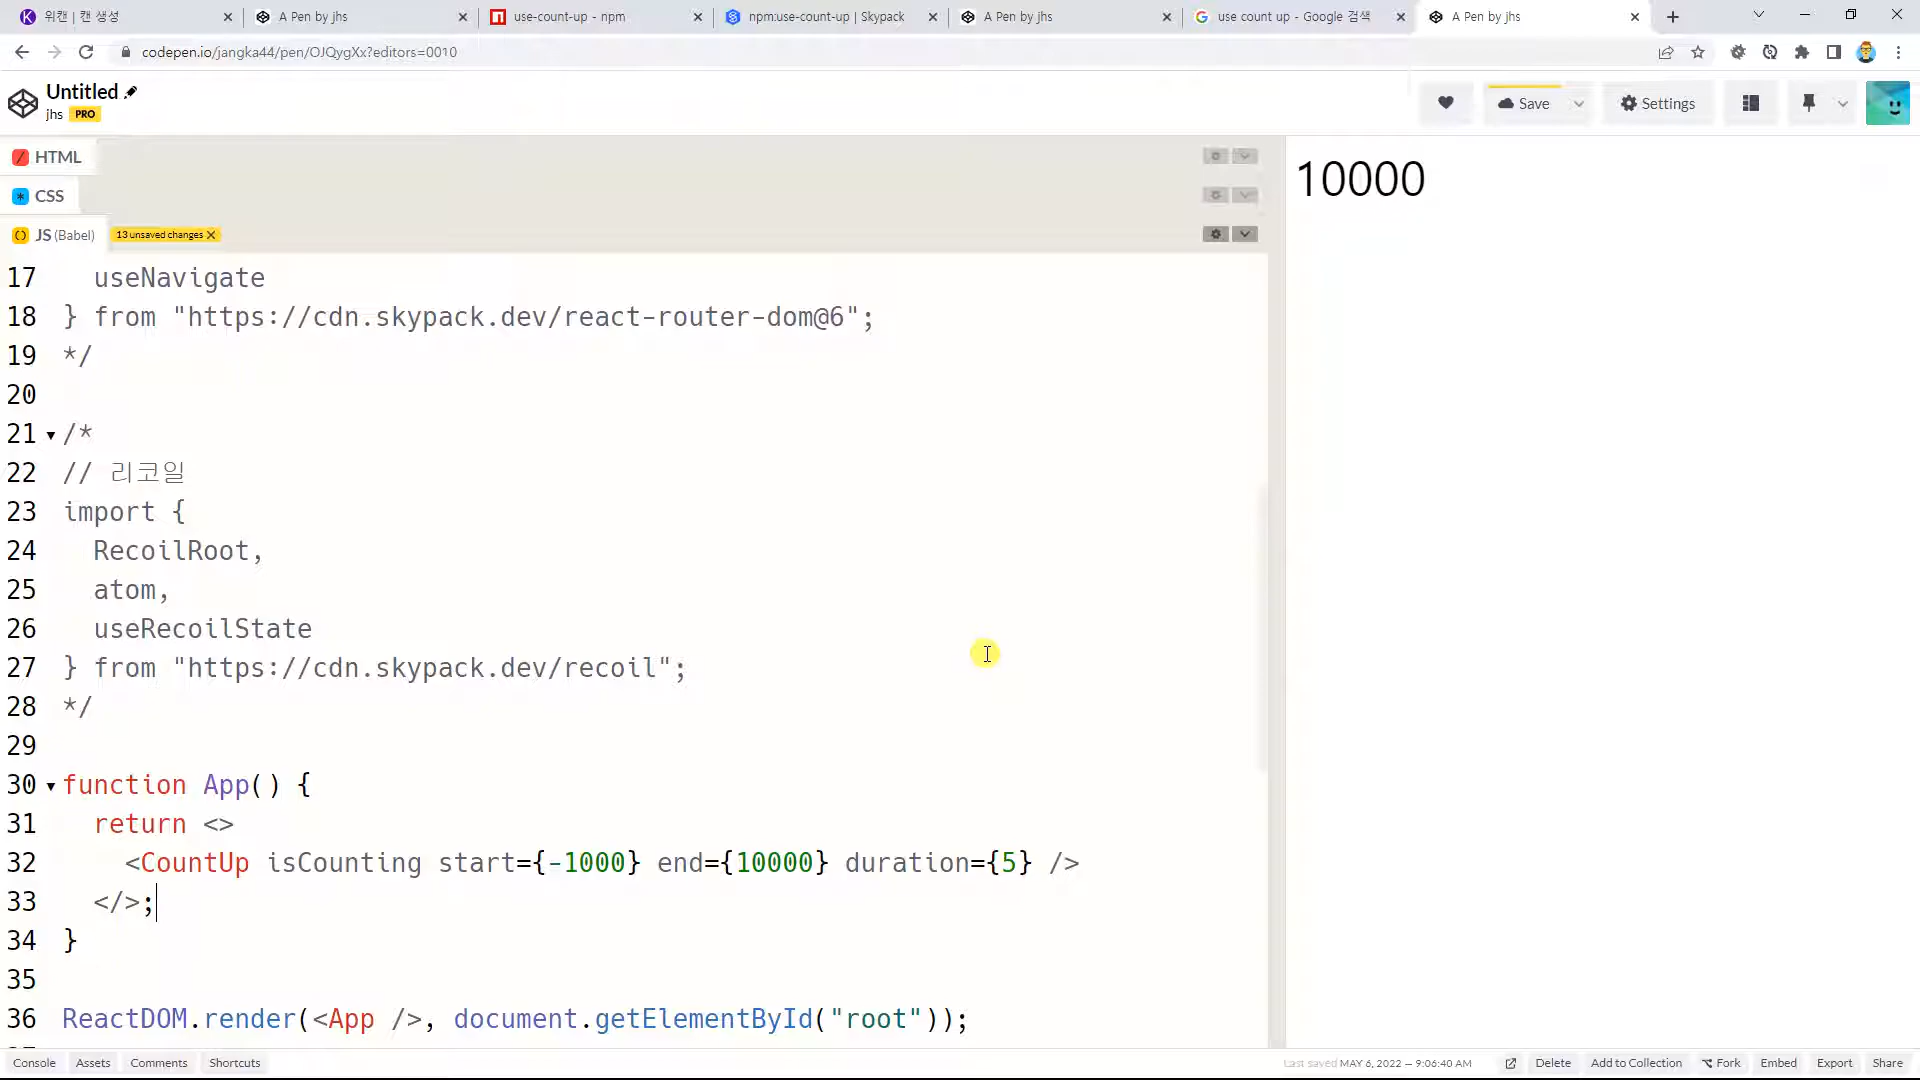 위캔 | 캔 생성
A Pen by jhs
use-count-up - npm
npm:use-count-up | Skypack
A Pen by jhs
use count up - Google 검색
A Pen by jhs
codepen.io/jangka44/pen/OJQygXx?editors=0010
Untitled
jhs PRO
Save
Settings
HTML
CSS
JS (Babel) 13 unsaved changes X
10000
17 useNavigate
18 } from "https://cdn.skypack.dev/react-router-dom@6";
19 */
20
21 /*
22 // 리코일
23 import {
24 RecoilRoot,
25 atom,
26 useRecoilState
27 } from "https://cdn.skypack.dev/recoil";
28 */
29
30 function App() {
31 return <>
32 <CountUp isCounting start={-1000} end={10000} duration={5} />
33 </>;
34 }
35
36 ReactDOM.render(<App />, document.getElementById("root"));
Console Assets Comments Shortcuts
Last saved MAY 6, 2022 — 9:06:40 AM
Delete Add to Collection Fork Embed Export Share